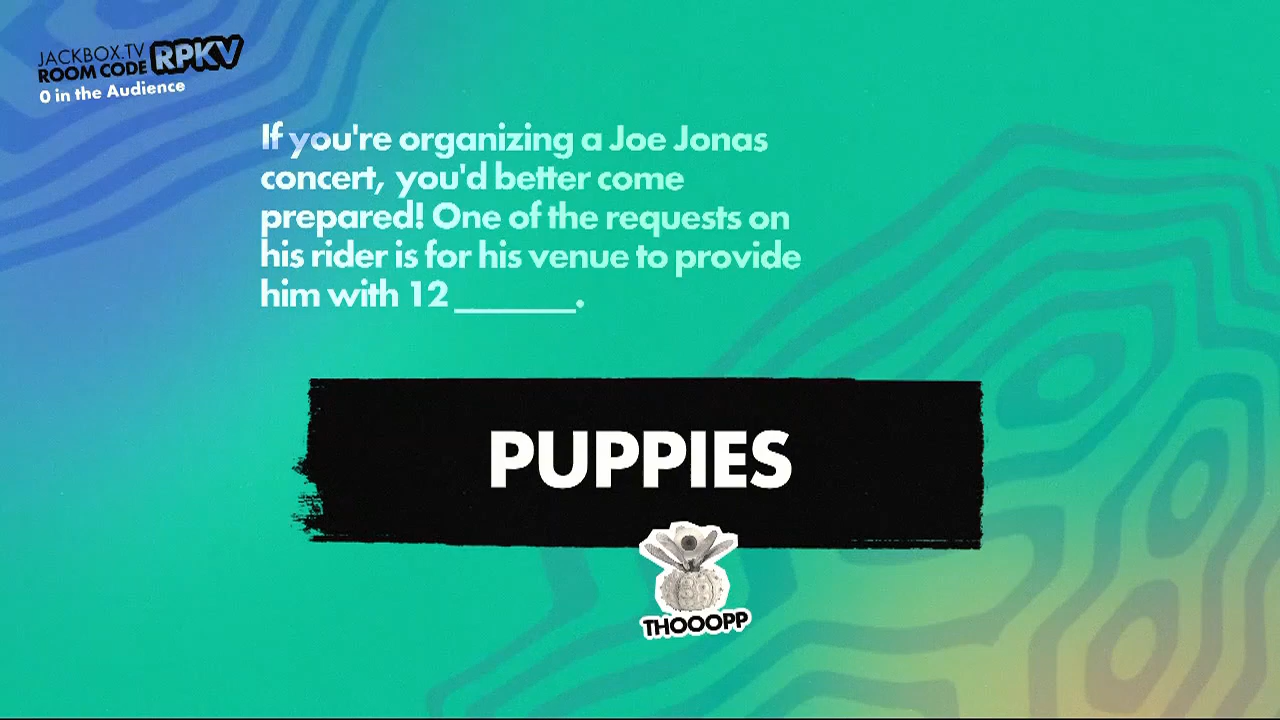 JACKBOX.TV
ROOM CODE RPKV
0 in the Audience
If you're organizing a Joe Jonas
concert, you'd better come
prepared! One of the requests on
his rider is for his venue to provide
him with 12 _______.
PUPPIES
THOOOPP